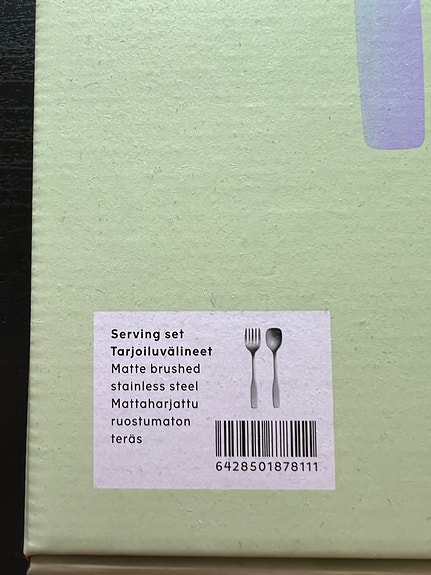 Serving set
Tarjoiluvälineet
Matte brushed
stainless steel
Mattaharjattu
ruostumaton
teräs
6428501878111